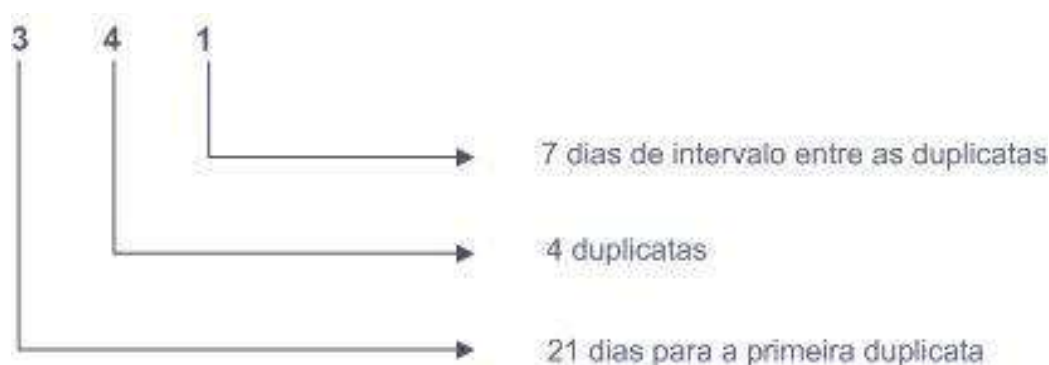 3 4 1
7 dias de intervalo entre as duplicatas
4 duplicatas
21 dias para a primeira duplicata